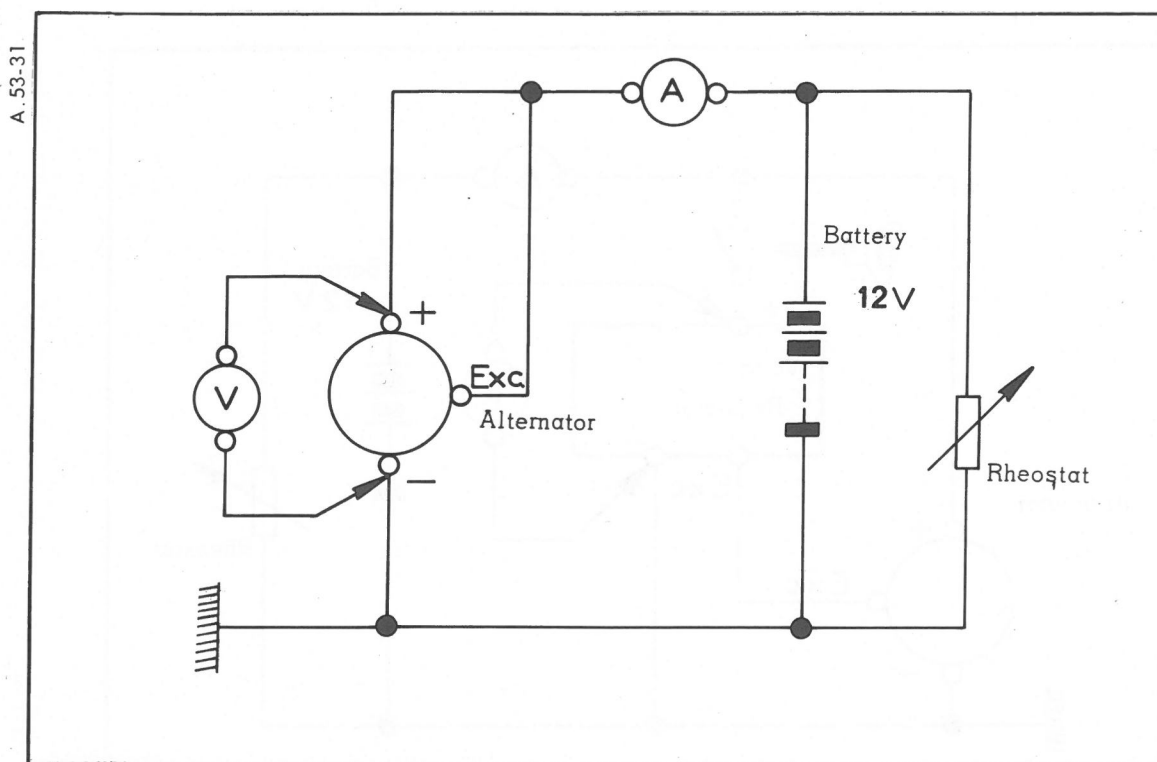 A.53-31
A
Battery
12V
+
Exc.
V
Alternator
−
Rheostat